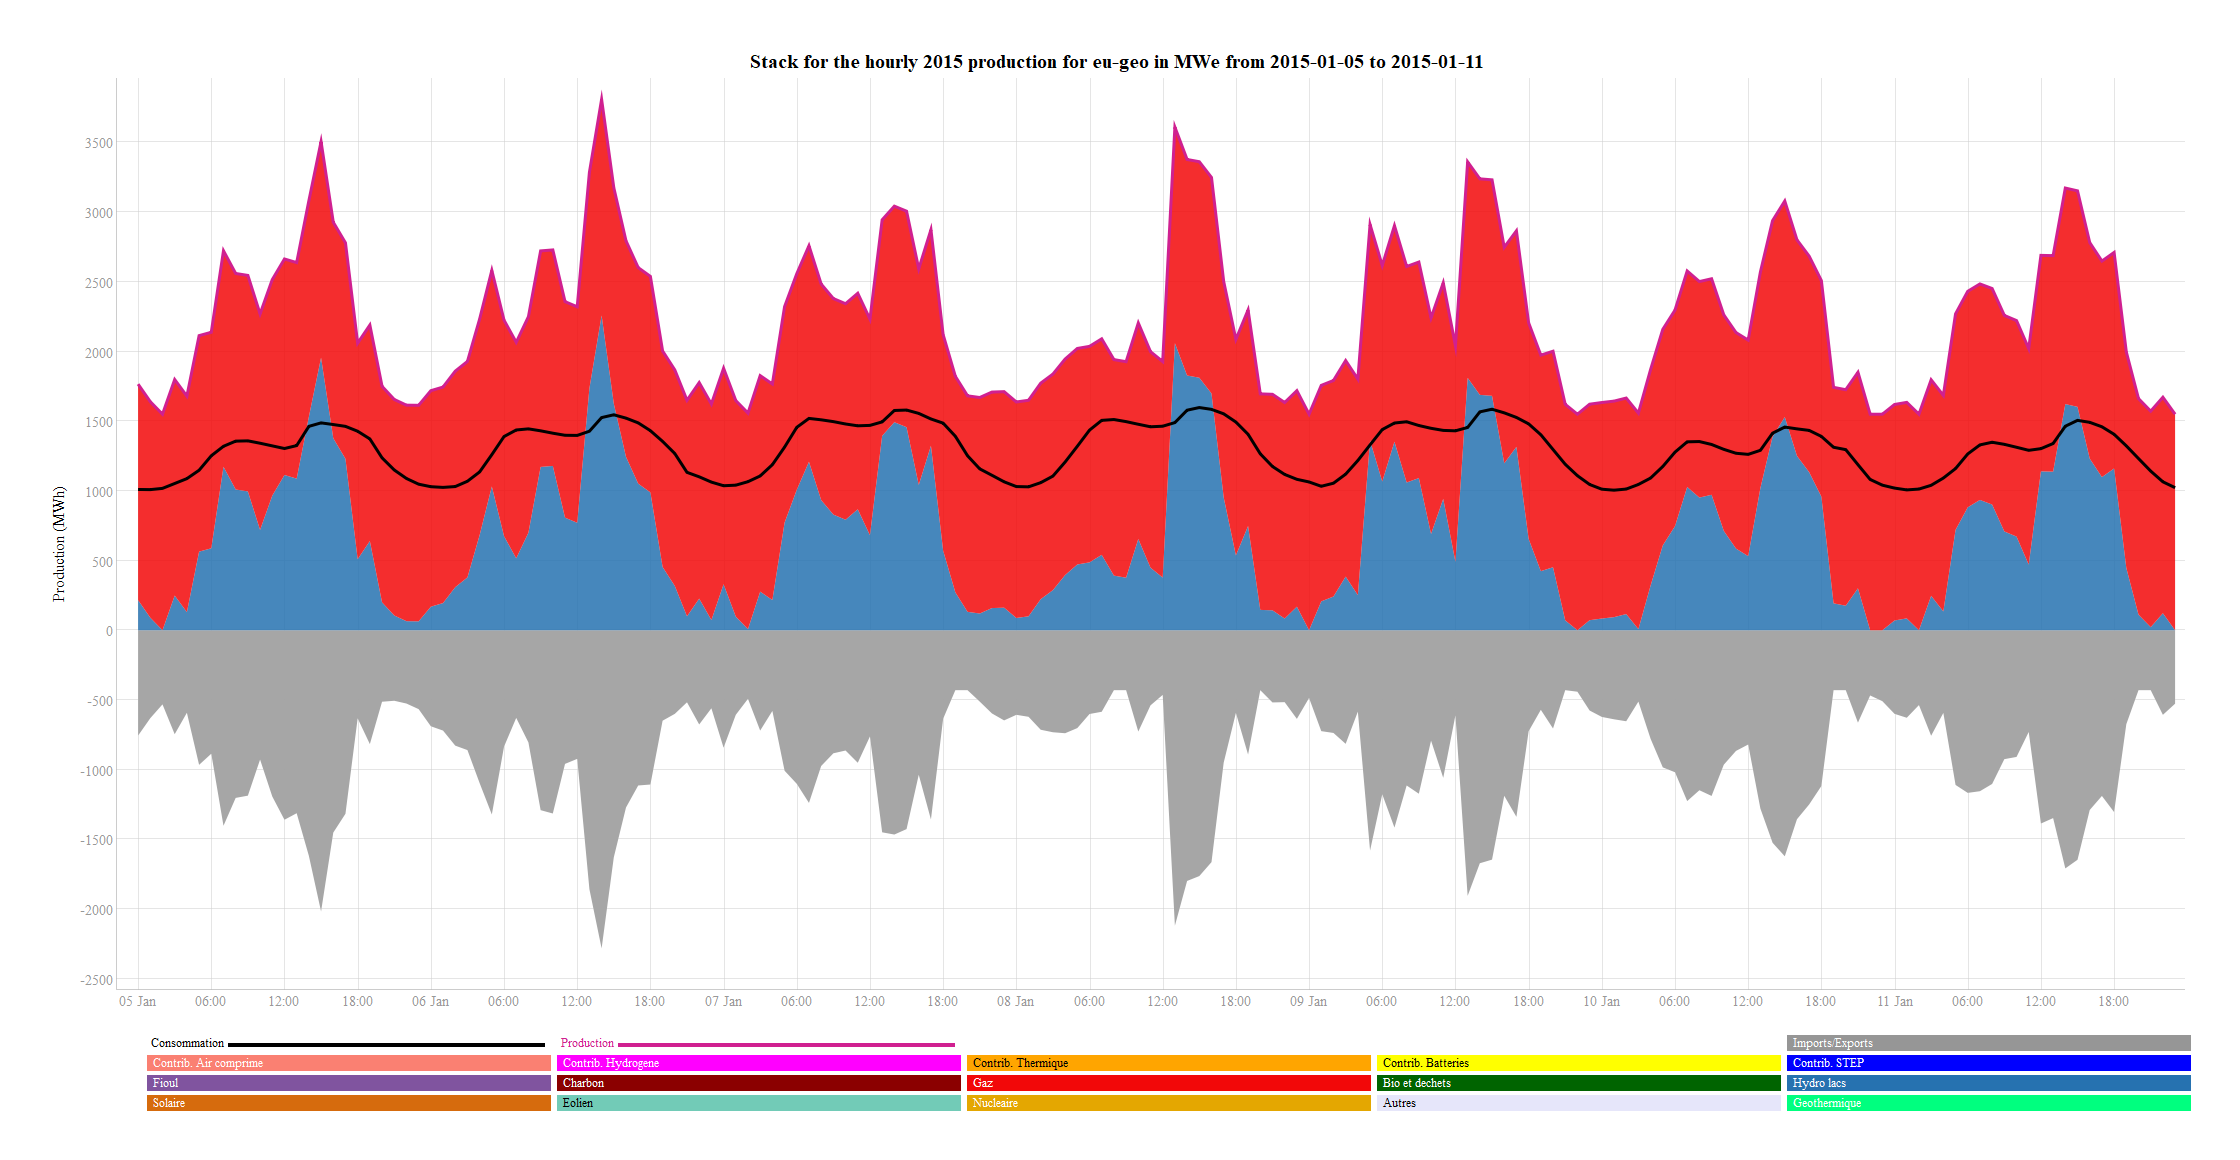 Stack for the hourly 2015 production for eu-geo in MWe from 2015-01-05 to 2015-01-11
Production (MWh)
3500
3000
2500
2000
1500
1000
500
0
-500
-1000
-1500
-2000
-2500
05 Jan 06:00 12:00 18:00 06 Jan 06:00 12:00 18:00 07 Jan 06:00 12:00 18:00 08 Jan 06:00 12:00 18:00 09 Jan 06:00 12:00 18:00 10 Jan 06:00 12:00 18:00 11 Jan 06:00 12:00 18:00
Consommation Production Imports/Exports
Contrib. Air comprime Contrib. Hydrogene Contrib. Thermique Contrib. Batteries Contrib. STEP
Fioul Charbon Gaz Bio et dechets Hydro lacs
Solaire Eolien Nucleaire Autres Geothermique